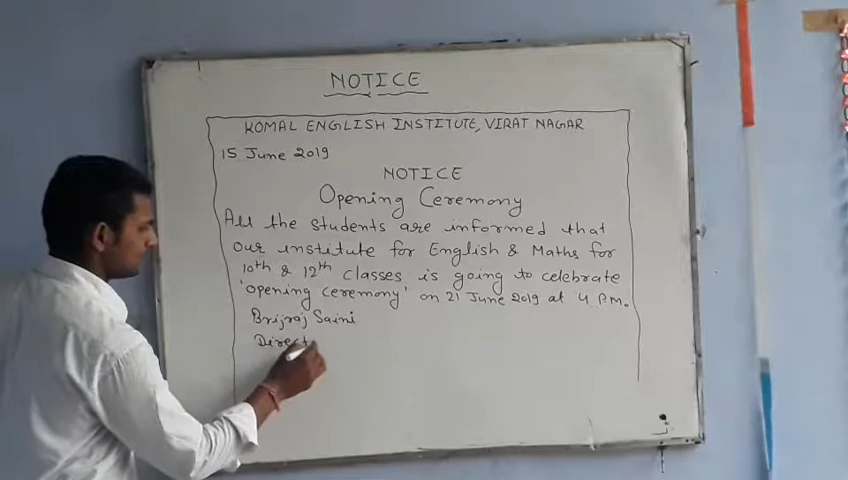 NOTICE
KOMAL ENGLISH INSTITUTE, VIRAT NAGAR
15 June 2019
NOTICE
Opening Ceremony
All the students are informed that
our institute for English & Maths for
10th & 12th classes is going to celebrate
'opening ceremony' on 21 June 2019 at 4 P.M.
Brijraj Saini
Direct